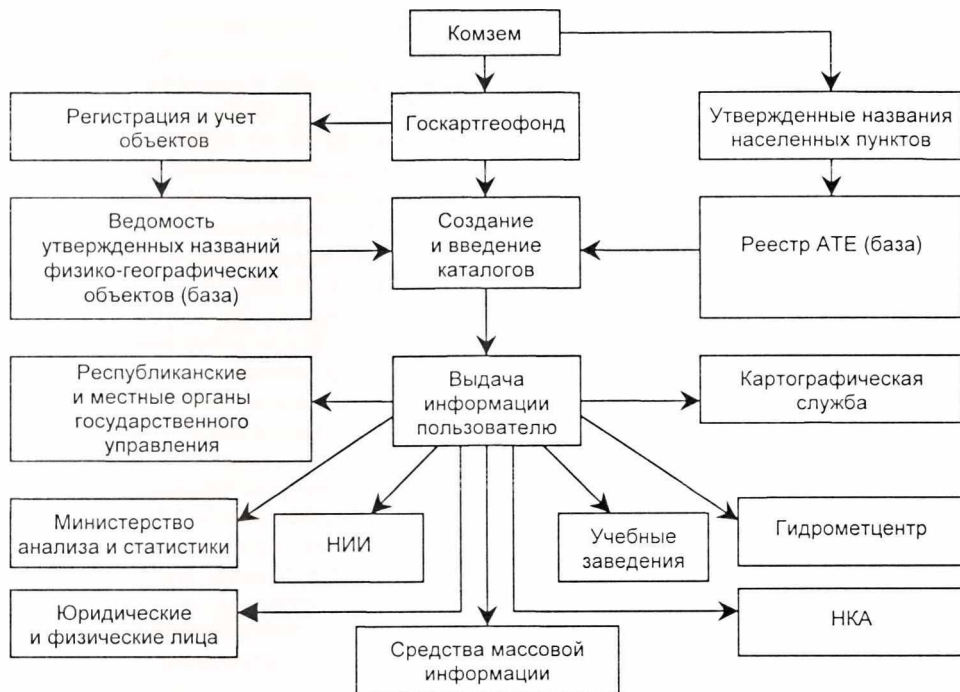 Комзем
Регистрация и учет
объектов
Госкартгеофонд
Утвержденные названия
населенных пунктов
Ведомость
утвержденных названий
физико-географических
объектов (база)
Создание
и введение
каталогов
Реестр АТЕ (база)
Республиканские
и местные органы
государственного
управления
Выдача
информации
пользователю
Картографическая
служба
Министерство
анализа и статистики
НИИ
Учебные
заведения
Гидрометцентр
Юридические
и физические лица
Средства массовой
информации
НКА